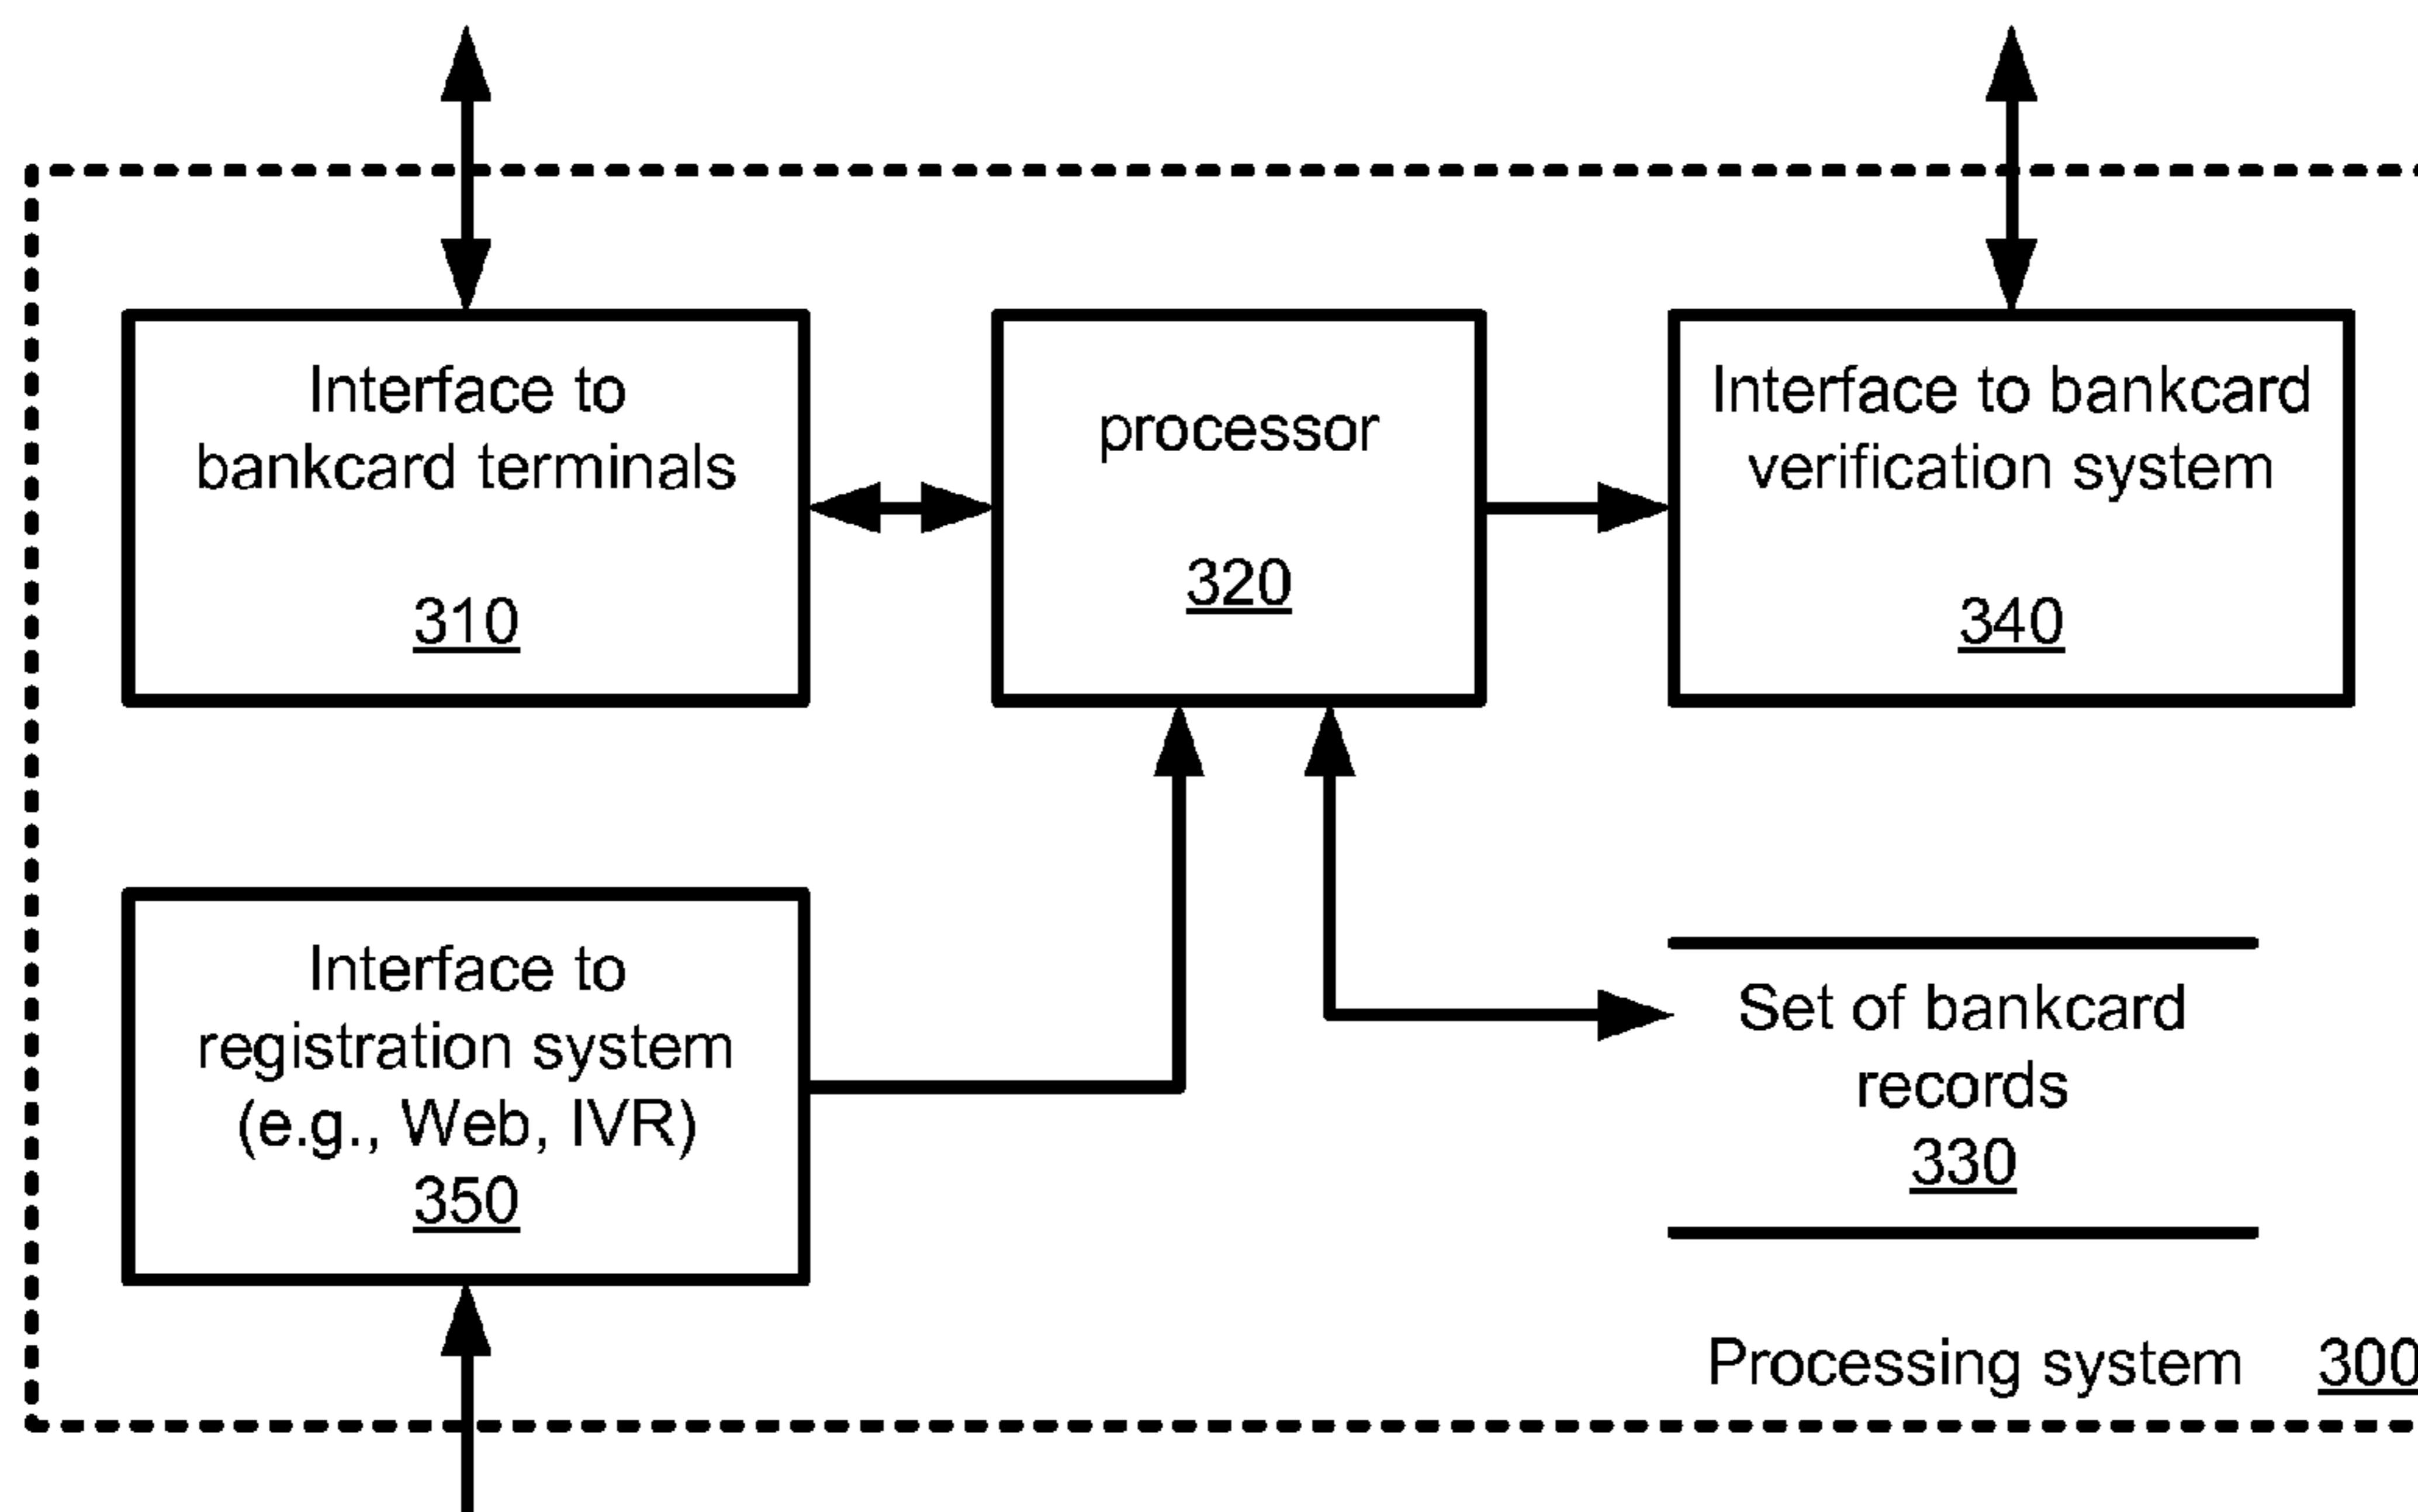 Interface to
bankcard terminals
310
processor
320
Interface to bankcard
verification system
340
Interface to
registration system
(e.g., Web, IVR)
350
Set of bankcard
records
330
Processing system 300